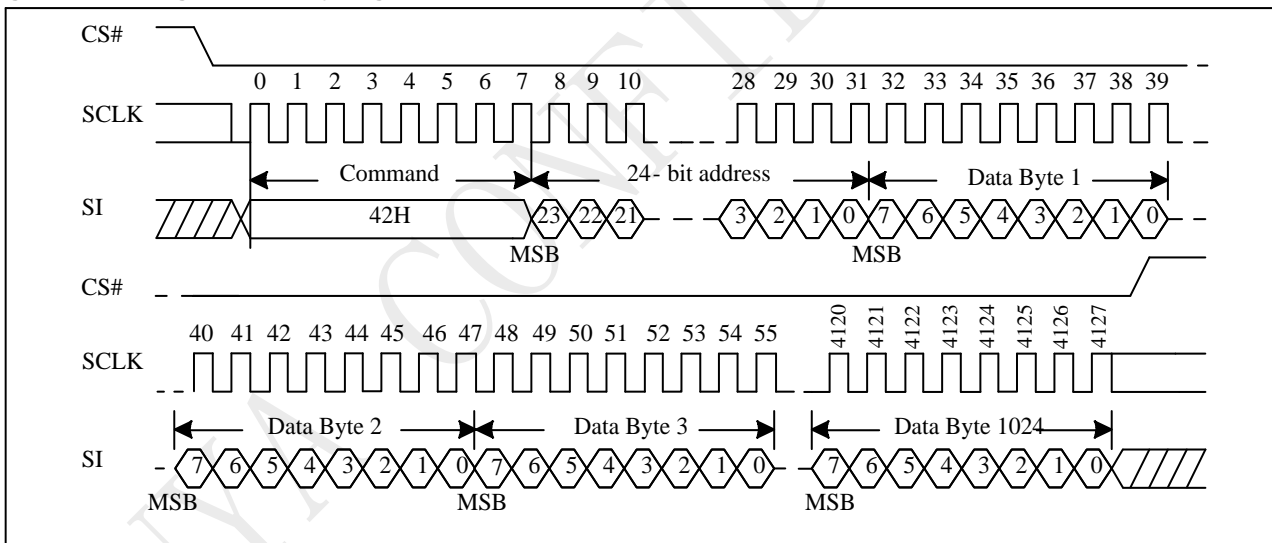 CS#
0 1 2 3 4 5 6 7 8 9 10 28 29 30 31 32 33 34 35 36 37 38 39
SCLK
Command 24- bit address Data Byte 1
SI 42H 23 22 21 3 2 1 0 7 6 5 4 3 2 1 0
MSB MSB
CS#
40 41 42 43 44 45 46 47 48 49 50 51 52 53 54 55 4120 4121 4122 4123 4124 4125 4126 4127
SCLK
Data Byte 2 Data Byte 3 Data Byte 1024
SI 7 6 5 4 3 2 1 0 7 6 5 4 3 2 1 0 7 6 5 4 3 2 1 0
MSB MSB MSB